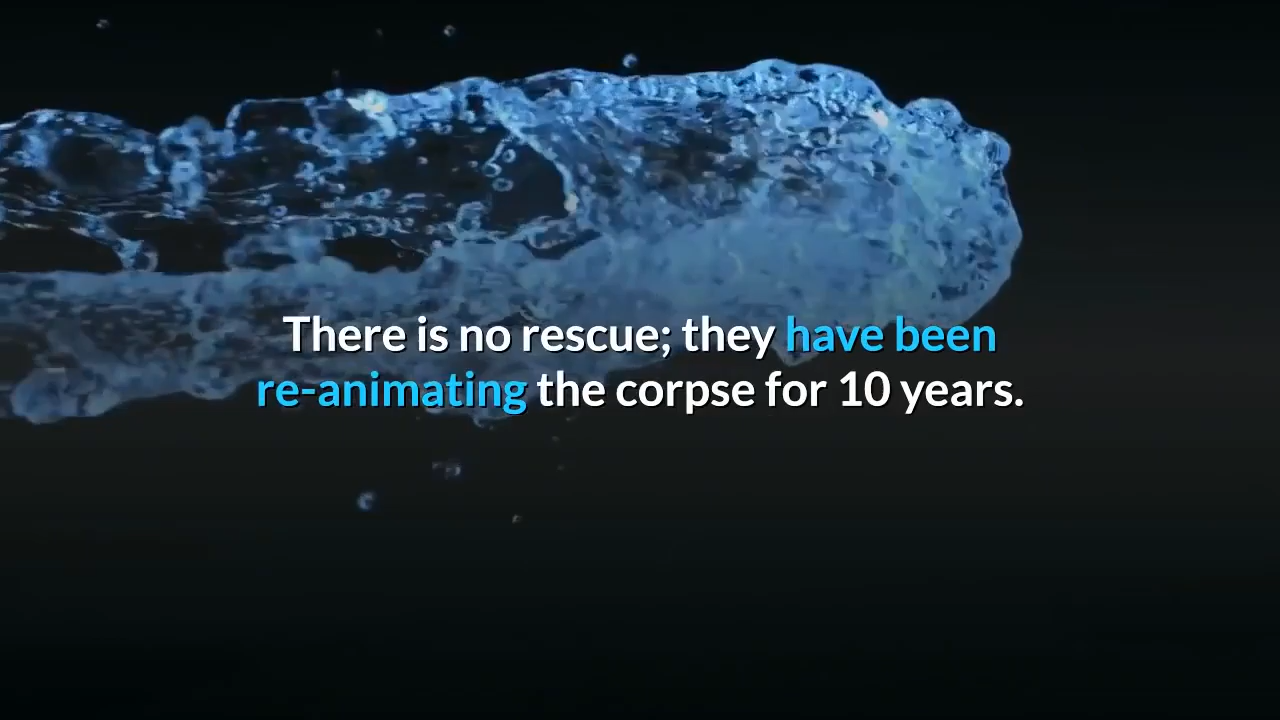 There is no rescue; they have been
re-animating the corpse for 10 years.